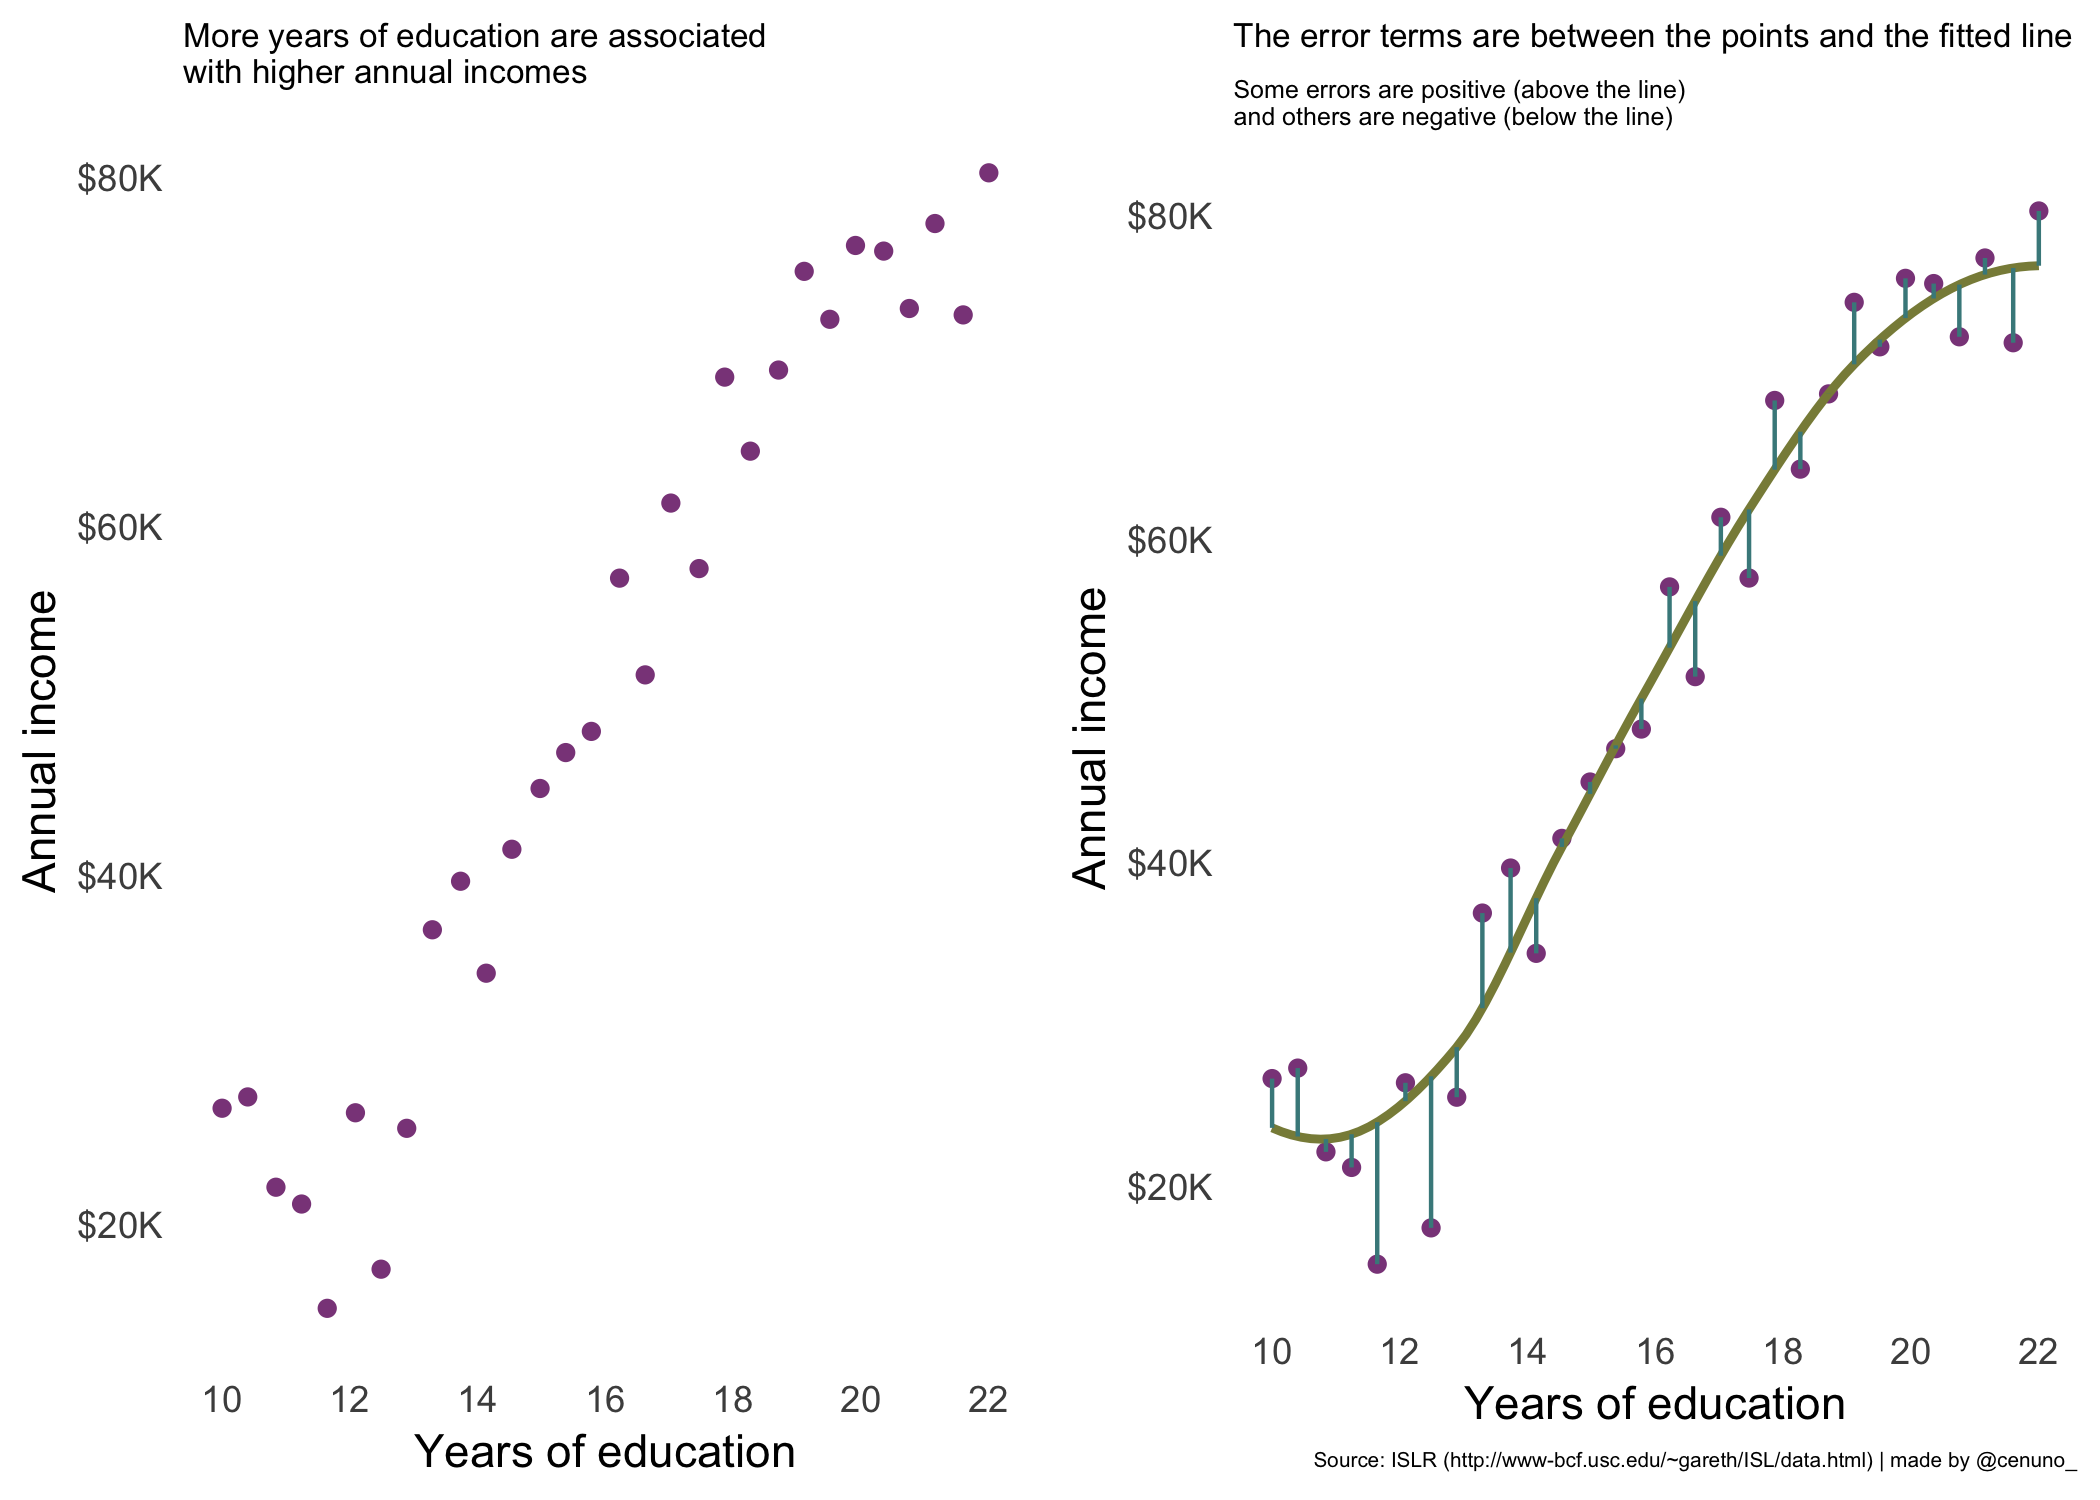 More years of education are associated
with higher annual incomes
$80K
$60K
$40K
$20K
Annual income
10 12 14 16 18 20 22
Years of education
The error terms are between the points and the fitted line
Some errors are positive (above the line)
and others are negative (below the line)
$80K
$60K
$40K
$20K
Annual income
10 12 14 16 18 20 22
Years of education
Source: ISLR (http://www-bcf.usc.edu/~gareth/ISL/data.html) | made by @cenuno_